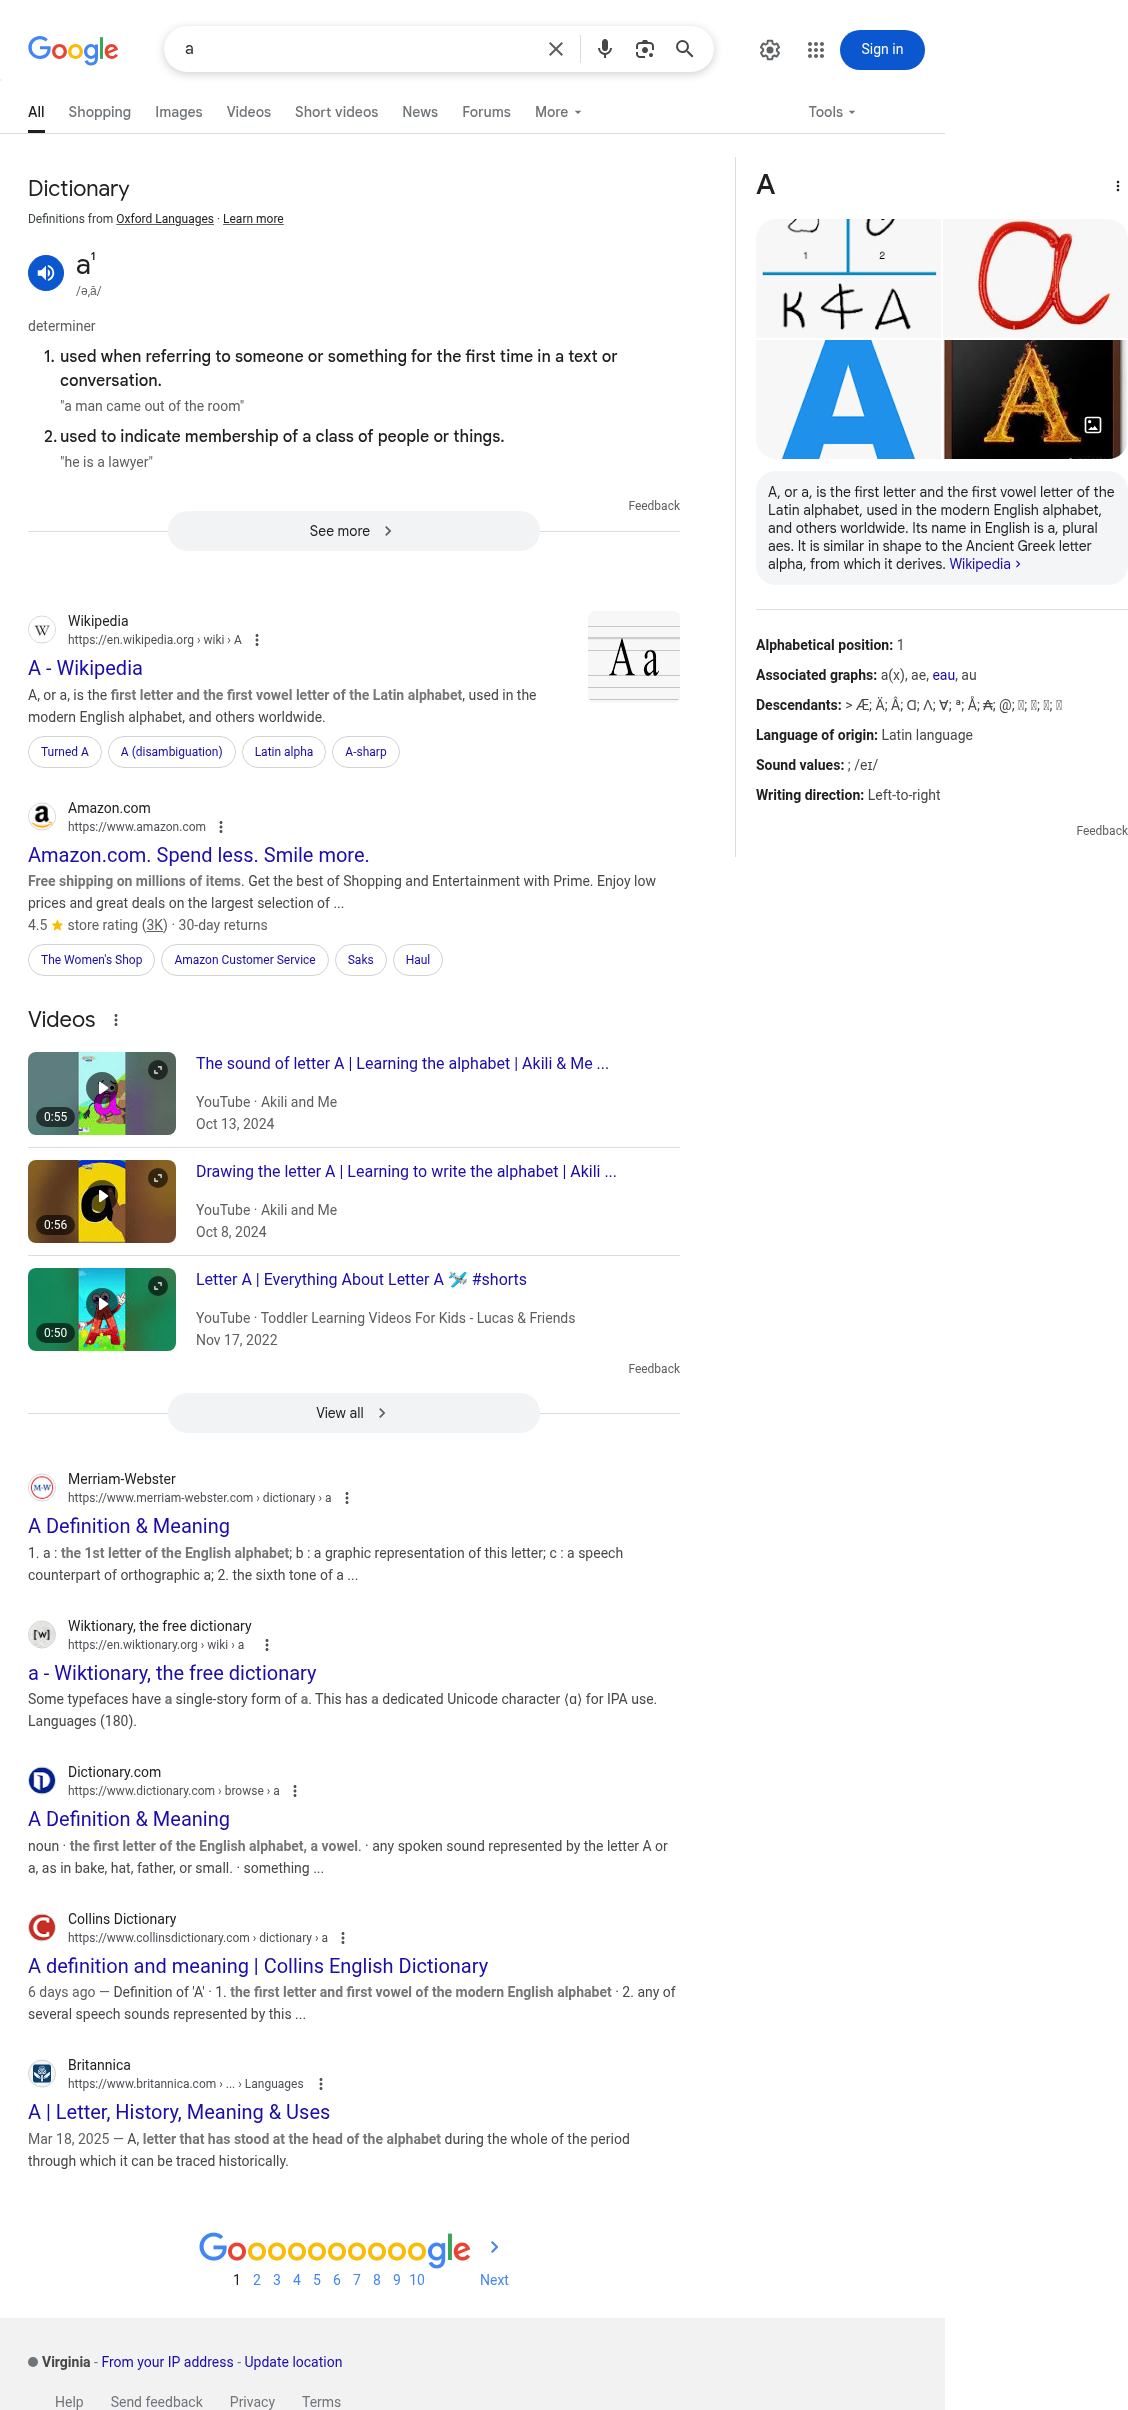 Google
a
Sign in
All
Shopping
Images
Videos
Short videos
News
Forums
More
Tools
Dictionary
Definitions from Oxford Languages · Learn more
a¹
/ə,ā/
determiner
1. used when referring to someone or something for the first time in a text or
conversation.
"a man came out of the room"
2. used to indicate membership of a class of people or things.
"he is a lawyer"
Feedback
See more
Wikipedia
https://en.wikipedia.org › wiki › A
A - Wikipedia
A, or a, is the first letter and the first vowel letter of the Latin alphabet, used in the
modern English alphabet, and others worldwide.
A a
Turned A
A (disambiguation)
Latin alpha
A-sharp
Amazon.com
https://www.amazon.com
Amazon.com. Spend less. Smile more.
Free shipping on millions of items. Get the best of Shopping and Entertainment with Prime. Enjoy low
prices and great deals on the largest selection of ...
4.5 ★ store rating (3K) · 30-day returns
The Women's Shop
Amazon Customer Service
Saks
Haul
Videos
0:55
The sound of letter A | Learning the alphabet | Akili & Me ...
YouTube · Akili and Me
Oct 13, 2024
0:56
Drawing the letter A | Learning to write the alphabet | Akili ...
YouTube · Akili and Me
Oct 8, 2024
0:50
Letter A | Everything About Letter A 🛩️ #shorts
YouTube · Toddler Learning Videos For Kids - Lucas & Friends
Nov 17, 2022
Feedback
View all
M-W
Merriam-Webster
https://www.merriam-webster.com › dictionary › a
A Definition & Meaning
1. a : the 1st letter of the English alphabet; b : a graphic representation of this letter; c : a speech
counterpart of orthographic a; 2. the sixth tone of a ...
[w]
Wiktionary, the free dictionary
https://en.wiktionary.org › wiki › a
a - Wiktionary, the free dictionary
Some typefaces have a single-story form of a. This has a dedicated Unicode character ⟨ɑ⟩ for IPA use.
Languages (180).
Dictionary.com
https://www.dictionary.com › browse › a
A Definition & Meaning
noun · the first letter of the English alphabet, a vowel. · any spoken sound represented by the letter A or
a, as in bake, hat, father, or small. · something ...
Collins Dictionary
https://www.collinsdictionary.com › dictionary › a
A definition and meaning | Collins English Dictionary
6 days ago — Definition of 'A' · 1. the first letter and first vowel of the modern English alphabet · 2. any of
several speech sounds represented by this ...
Britannica
https://www.britannica.com › ... › Languages
A | Letter, History, Meaning & Uses
Mar 18, 2025 — A, letter that has stood at the head of the alphabet during the whole of the period
through which it can be traced historically.
A
1
2
a
A
A
A, or a, is the first letter and the first vowel letter of the
Latin alphabet, used in the modern English alphabet,
and others worldwide. Its name in English is a, plural
aes. It is similar in shape to the Ancient Greek letter
alpha, from which it derives. Wikipedia ›
Alphabetical position: 1
Associated graphs: a(x), ae, eau, au
Descendants: > Æ; Ä; Â; Ɑ; Λ; Ɐ; ª; Å; ₳; @;
Language of origin: Latin language
Sound values: ; /eɪ/
Writing direction: Left-to-right
Feedback
Goooooooooogle
1 2 3 4 5 6 7 8 9 10 Next
Virginia - From your IP address - Update location
Help
Send feedback
Privacy
Terms